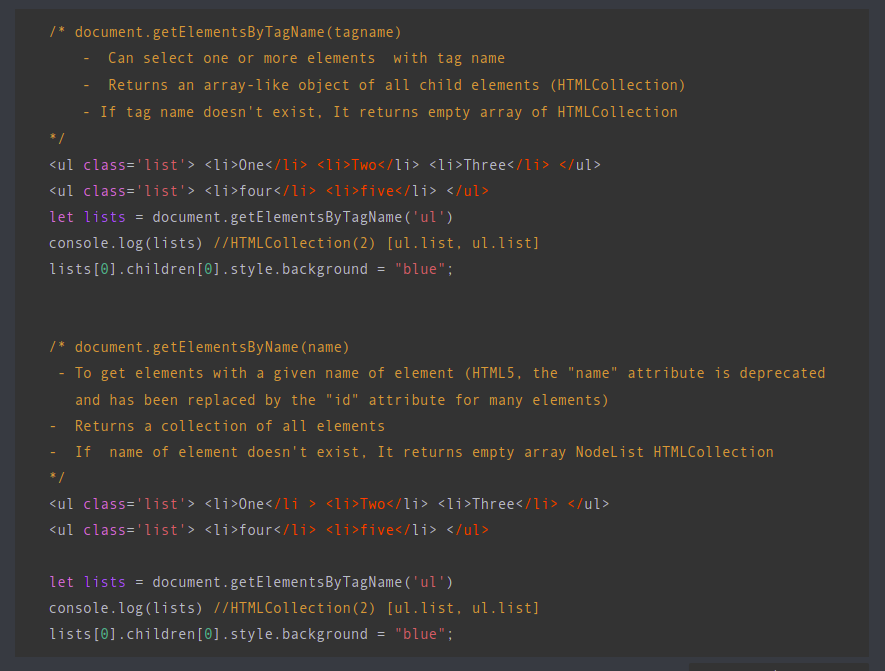 /* document.getElementsByTagName(tagname)
- Can select one or more elements with tag name
- Returns an array-like object of all child elements (HTMLCollection)
- If tag name doesn't exist, It returns empty array of HTMLCollection
*/
<ul class='list'> <li>One</li> <li>Two</li> <li>Three</li> </ul>
<ul class='list'> <li>four</li> <li>five</li> </ul>
let lists = document.getElementsByTagName('ul')
console.log(lists) //HTMLCollection(2) [ul.list, ul.list]
lists[0].children[0].style.background = "blue";
/* document.getElementsByName(name)
- To get elements with a given name of element (HTML5, the "name" attribute is deprecated
and has been replaced by the "id" attribute for many elements)
- Returns a collection of all elements
- If name of element doesn't exist, It returns empty array NodeList HTMLCollection
*/
<ul class='list'> <li>One</li > <li>Two</li> <li>Three</li> </ul>
<ul class='list'> <li>four</li> <li>five</li> </ul>
let lists = document.getElementsByTagName('ul')
console.log(lists) //HTMLCollection(2) [ul.list, ul.list]
lists[0].children[0].style.background = "blue";